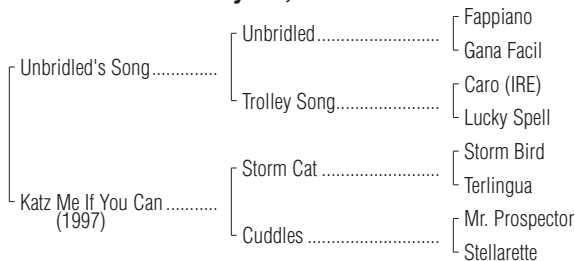 Unbridled's Song.............
Katz Me If You Can...........
(1997)
Unbridled........................
Trolley Song.....................
Storm Cat.......................
Cuddles..........................
Fappiano
Gana Facil
Caro (IRE)
Lucky Spell
Storm Bird
Terlingua
Mr. Prospector
Stellarette